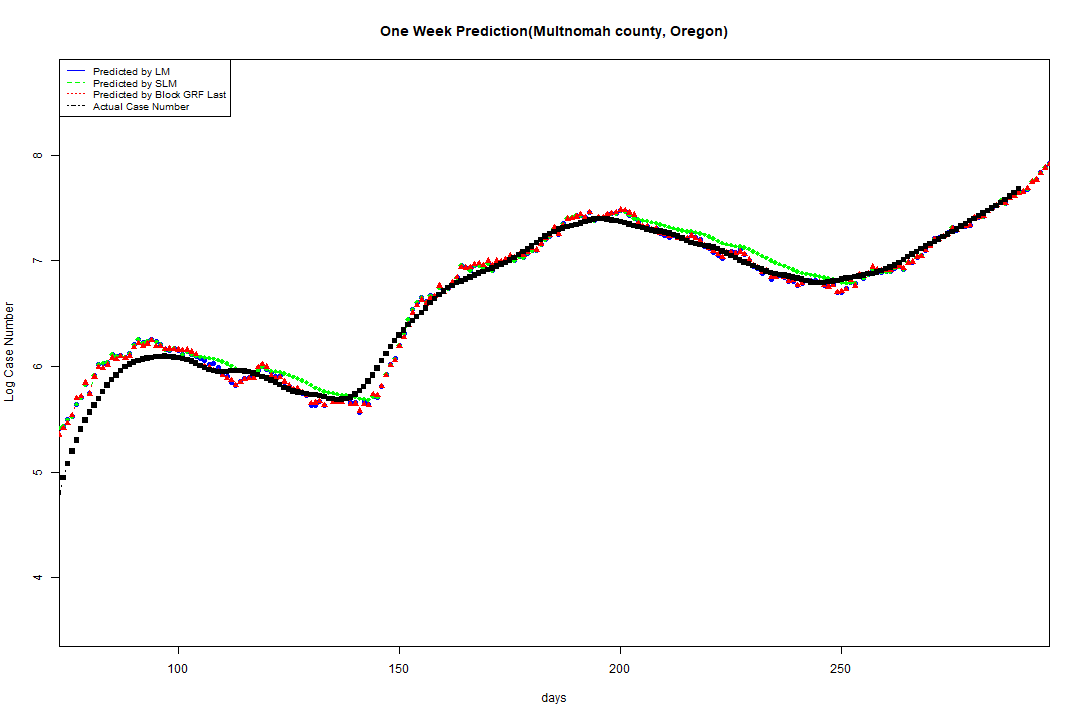 One Week Prediction(Multnomah county, Oregon)
Predicted by LM
Predicted by SLM
Predicted by Block GRF Last
Actual Case Number
8
7
6
5
4
Log Case Number
100 150 200 250
days